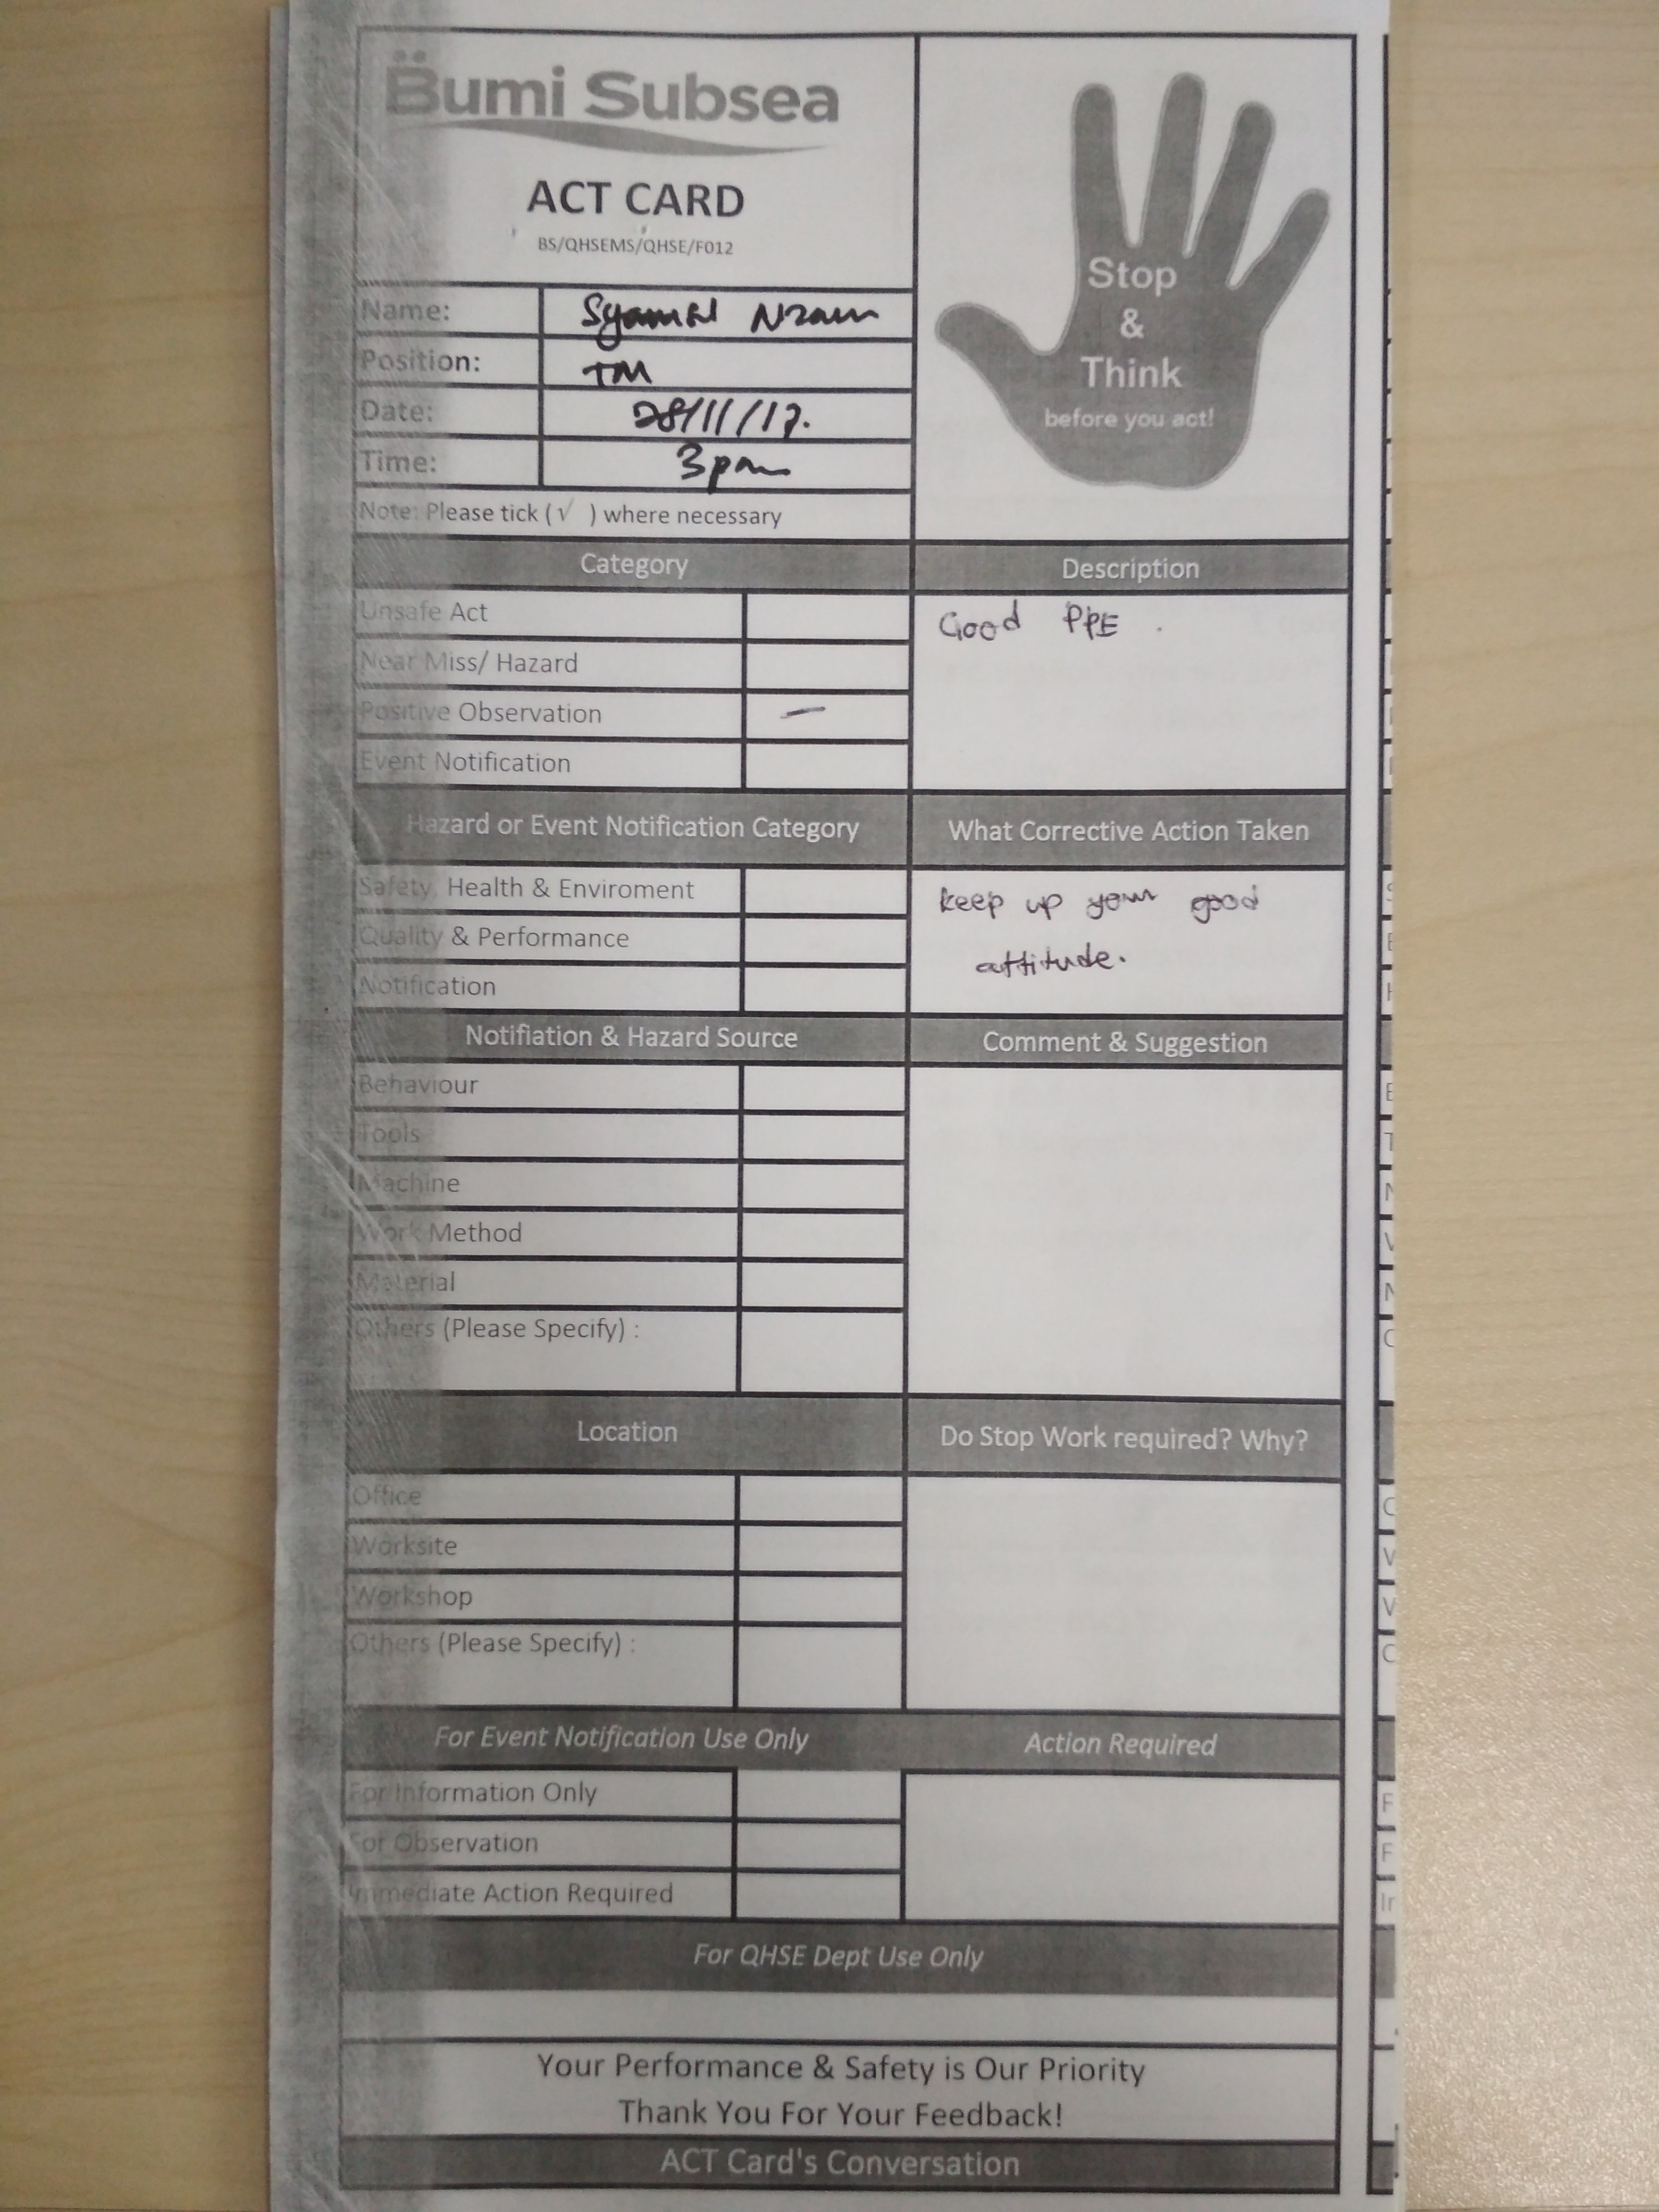 Bumi Subsea
ACT CARD
BS/QHSEMS/QHSE/F012
Stop
&
Think
before you act!
Name:
Position: TM
Date: 28/11/17.
Time: 3pm
Note: Please tick (√ ) where necessary
Category Description
Unsafe Act
Near Miss/ Hazard
Positive Observation —
Event Notification
Good PPE.
Hazard or Event Notification Category What Corrective Action Taken
Safety, Health & Enviroment
Quality & Performance
Notification
keep up your good
attitude.
Notifiation & Hazard Source Comment & Suggestion
Behaviour
Tools
Machine
Work Method
Material
Others (Please Specify) :
Location Do Stop Work required? Why?
Office
Worksite
Workshop
Others (Please Specify) :
For Event Notification Use Only Action Required
For Information Only
For Observation
Immediate Action Required
For QHSE Dept Use Only
Your Performance & Safety is Our Priority
Thank You For Your Feedback!
ACT Card's Conversation